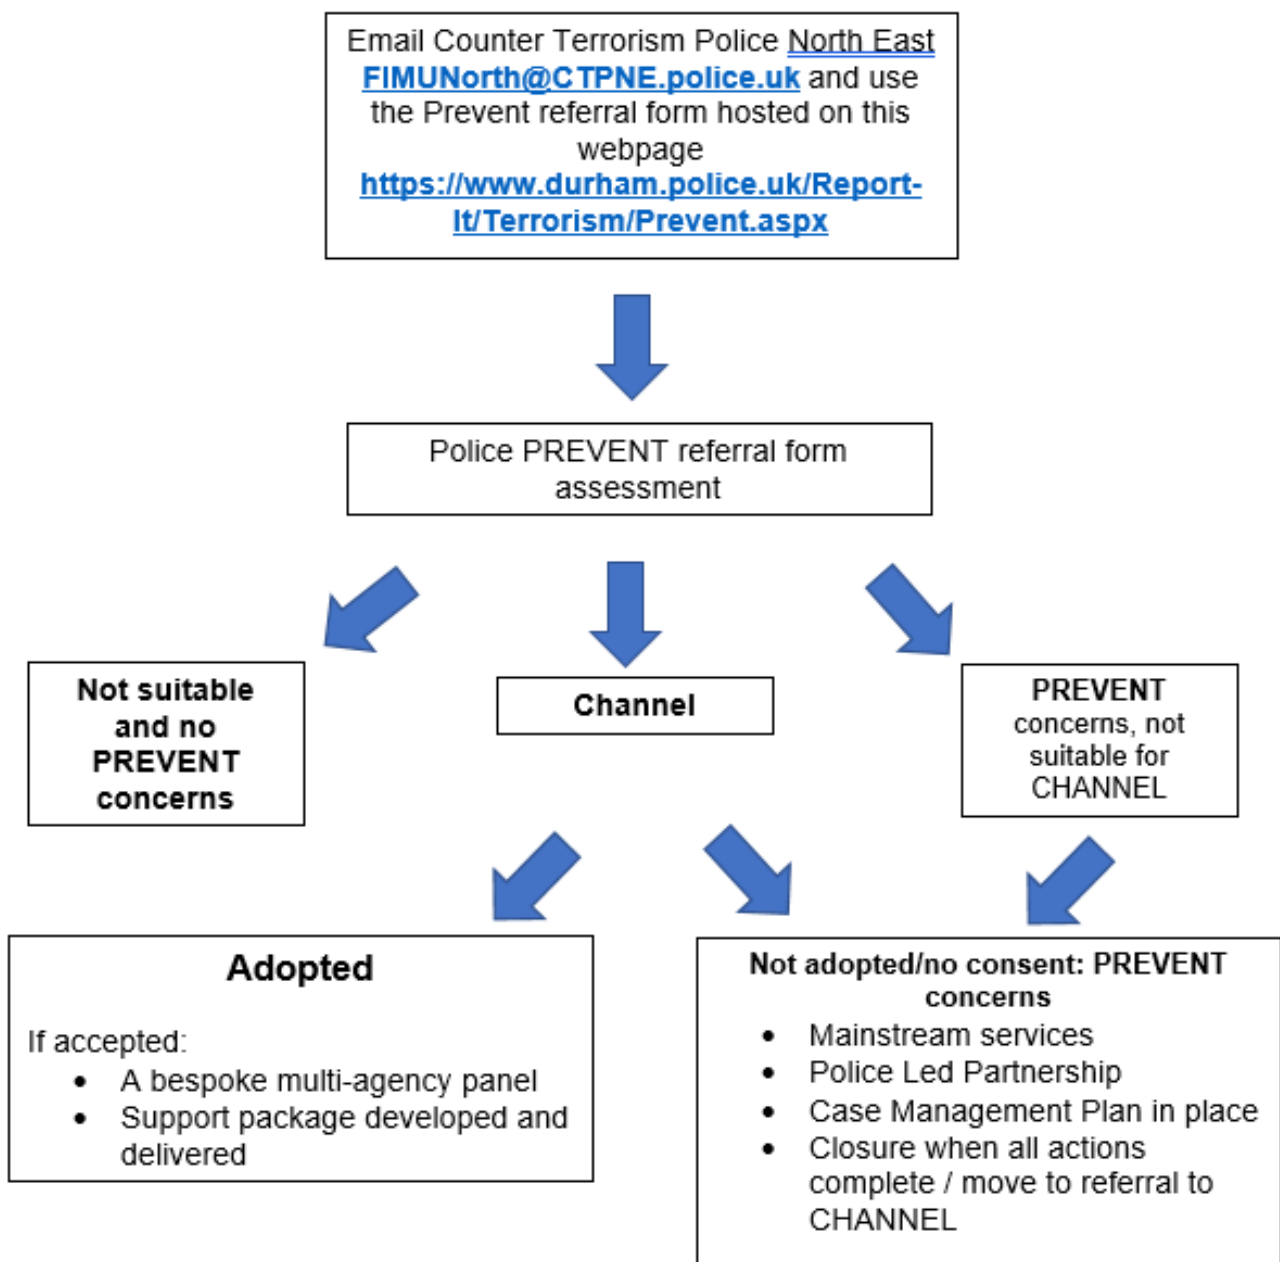 Email Counter Terrorism Police North East
FIMUNorth@CTPNE.police.uk and use
the Prevent referral form hosted on this
webpage
https://www.durham.police.uk/Report-
It/Terrorism/Prevent.aspx
Police PREVENT referral form
assessment
Not suitable
and no
PREVENT
concerns
Channel
PREVENT
concerns, not
suitable for
CHANNEL
Adopted
If accepted:
• A bespoke multi-agency panel
• Support package developed and
delivered
Not adopted/no consent: PREVENT
concerns
• Mainstream services
• Police Led Partnership
• Case Management Plan in place
• Closure when all actions
complete / move to referral to
CHANNEL